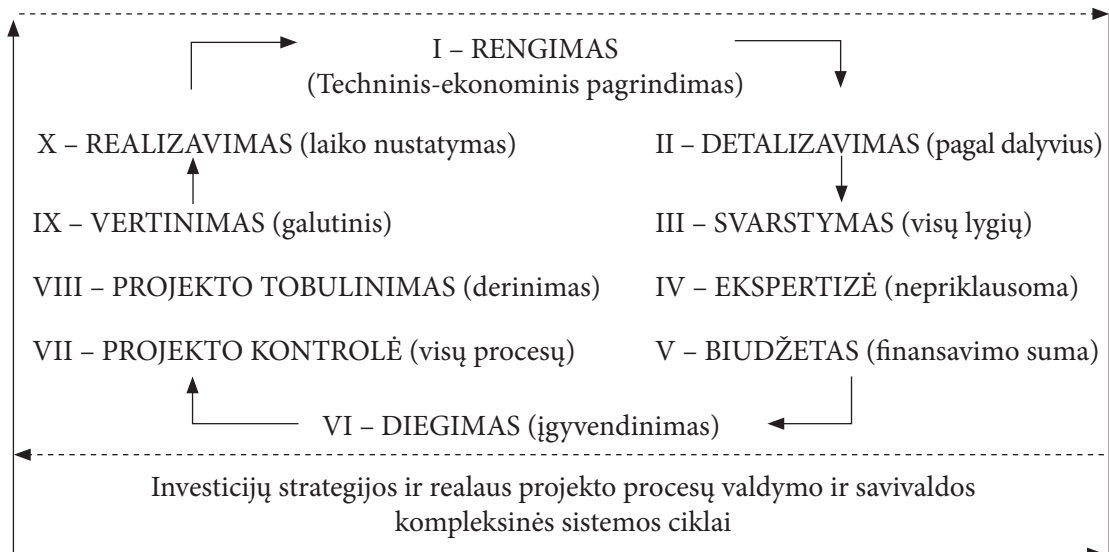 I – RENGIMAS
(Techninis-ekonominis pagrindimas)
X – REALIZAVIMAS (laiko nustatymas)
II – DETALIZAVIMAS (pagal dalyvius)
IX – VERTINIMAS (galutinis)
III – SVARSTYMAS (visų lygių)
VIII – PROJEKTO TOBULINIMAS (derinimas)
IV – EKSPERTIZĖ (nepriklausoma)
VII – PROJEKTO KONTROLĖ (visų procesų)
V – BIUDŽETAS (finansavimo suma)
VI – DIEGIMAS (įgyvendinimas)
Investicijų strategijos ir realaus projekto procesų valdymo ir savivaldos
kompleksinės sistemos ciklai